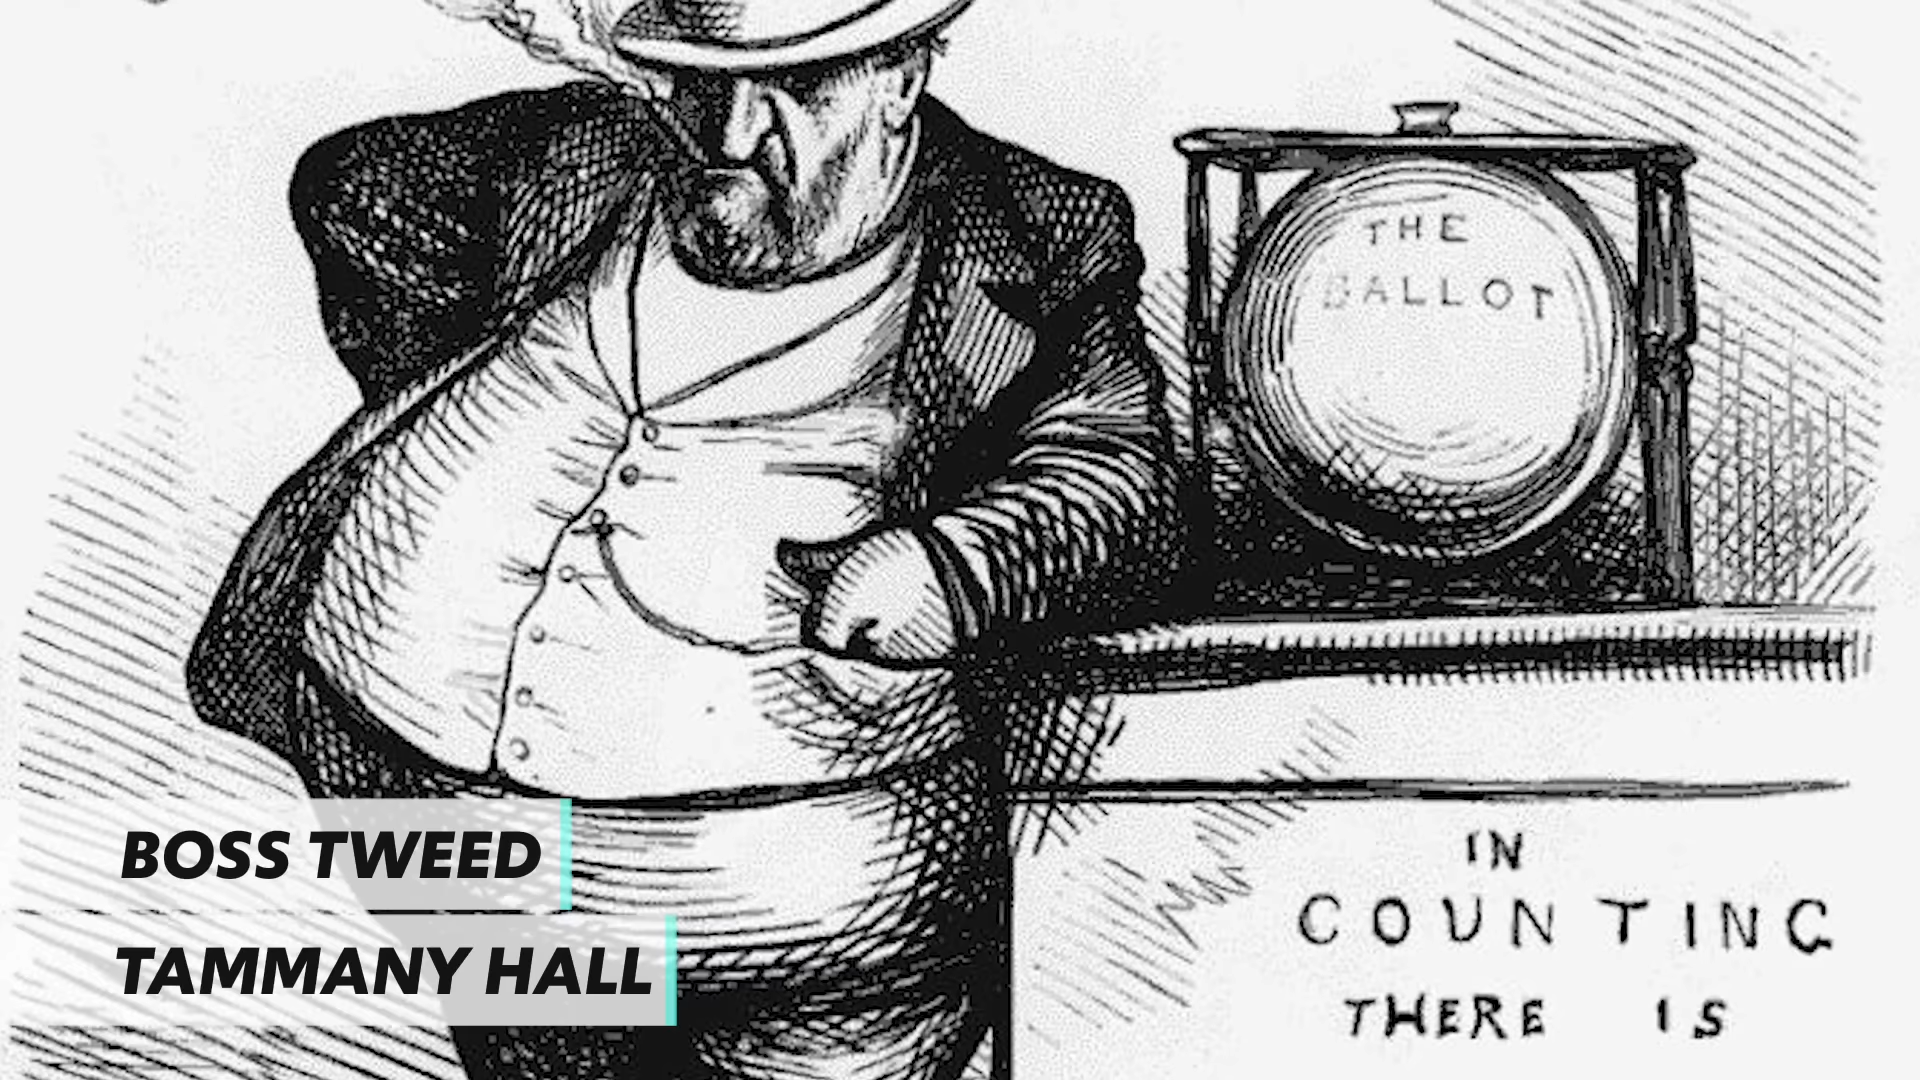 THE
BALLOT
IN
COUNTING
THERE IS
BOSS TWEED
TAMMANY HALL